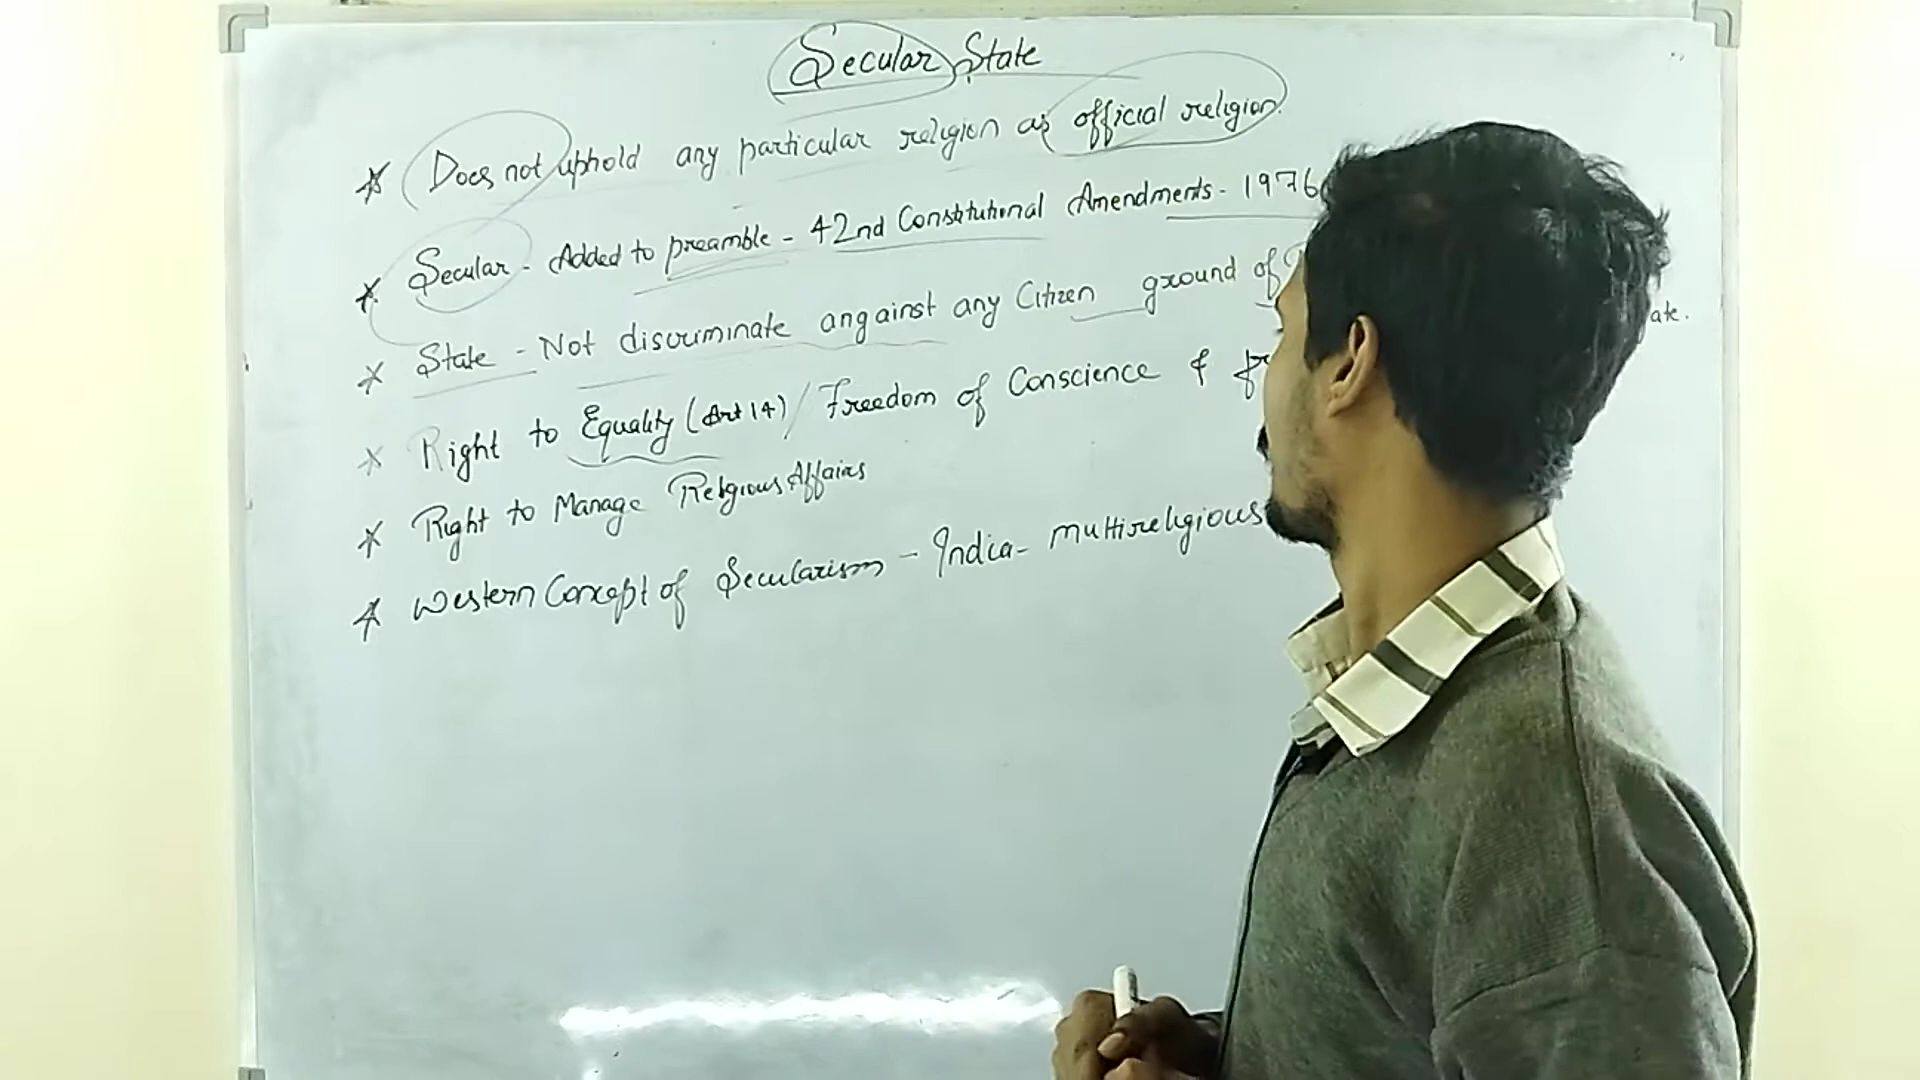 Secular State
* Does not uphold any particular religion as official religion.
* Secular - Added to preamble - 42nd Constitutional Amendments - 1976
* State - Not discriminate angainst any Citizen ground of ate.
* Right to Equality (Art 14) / Freedom of Conscience & fr
* Right to Manage Religious Affairs
* Western Concept of Secularism - India - multireligious